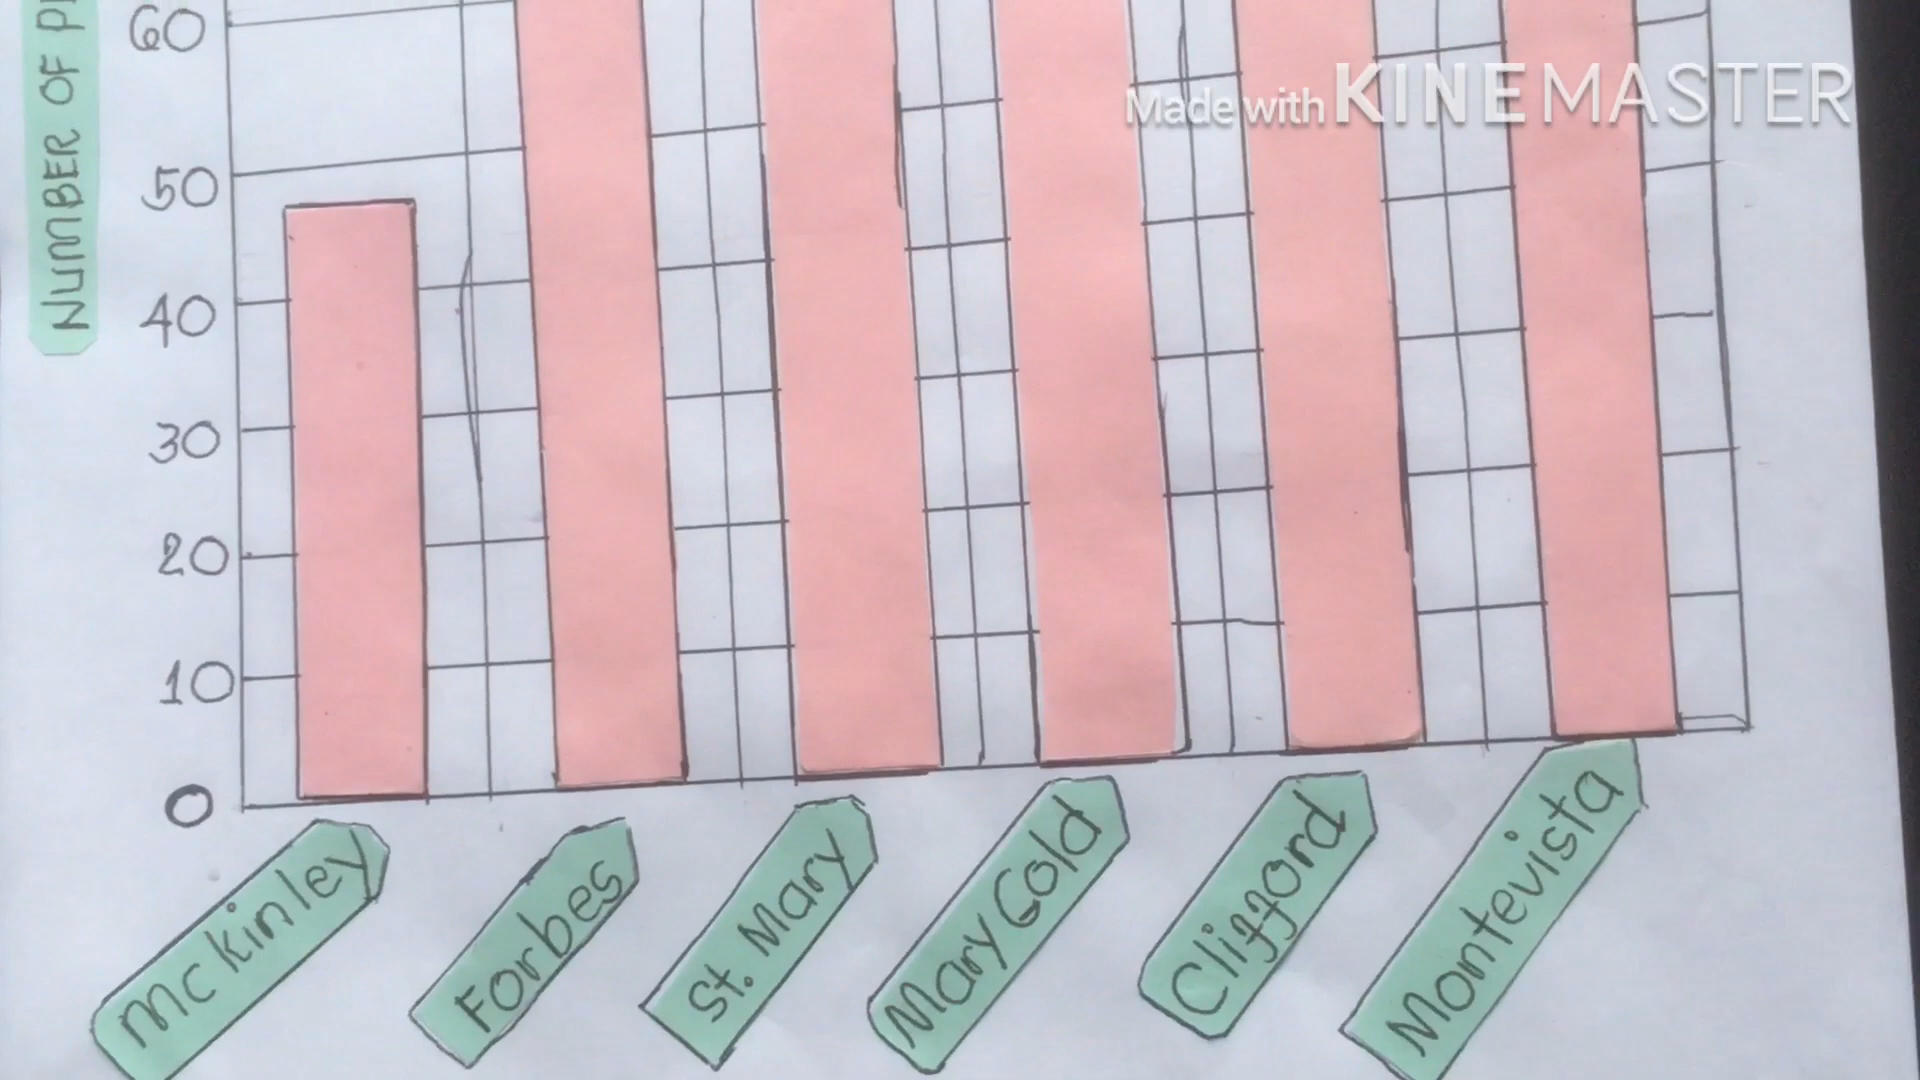 NUMBER OF
60
50
40
30
20
10
0
Mckinley
Forbes
St. Mary
Mary Gold
Clifford
Montevista
Made with KINEMASTER